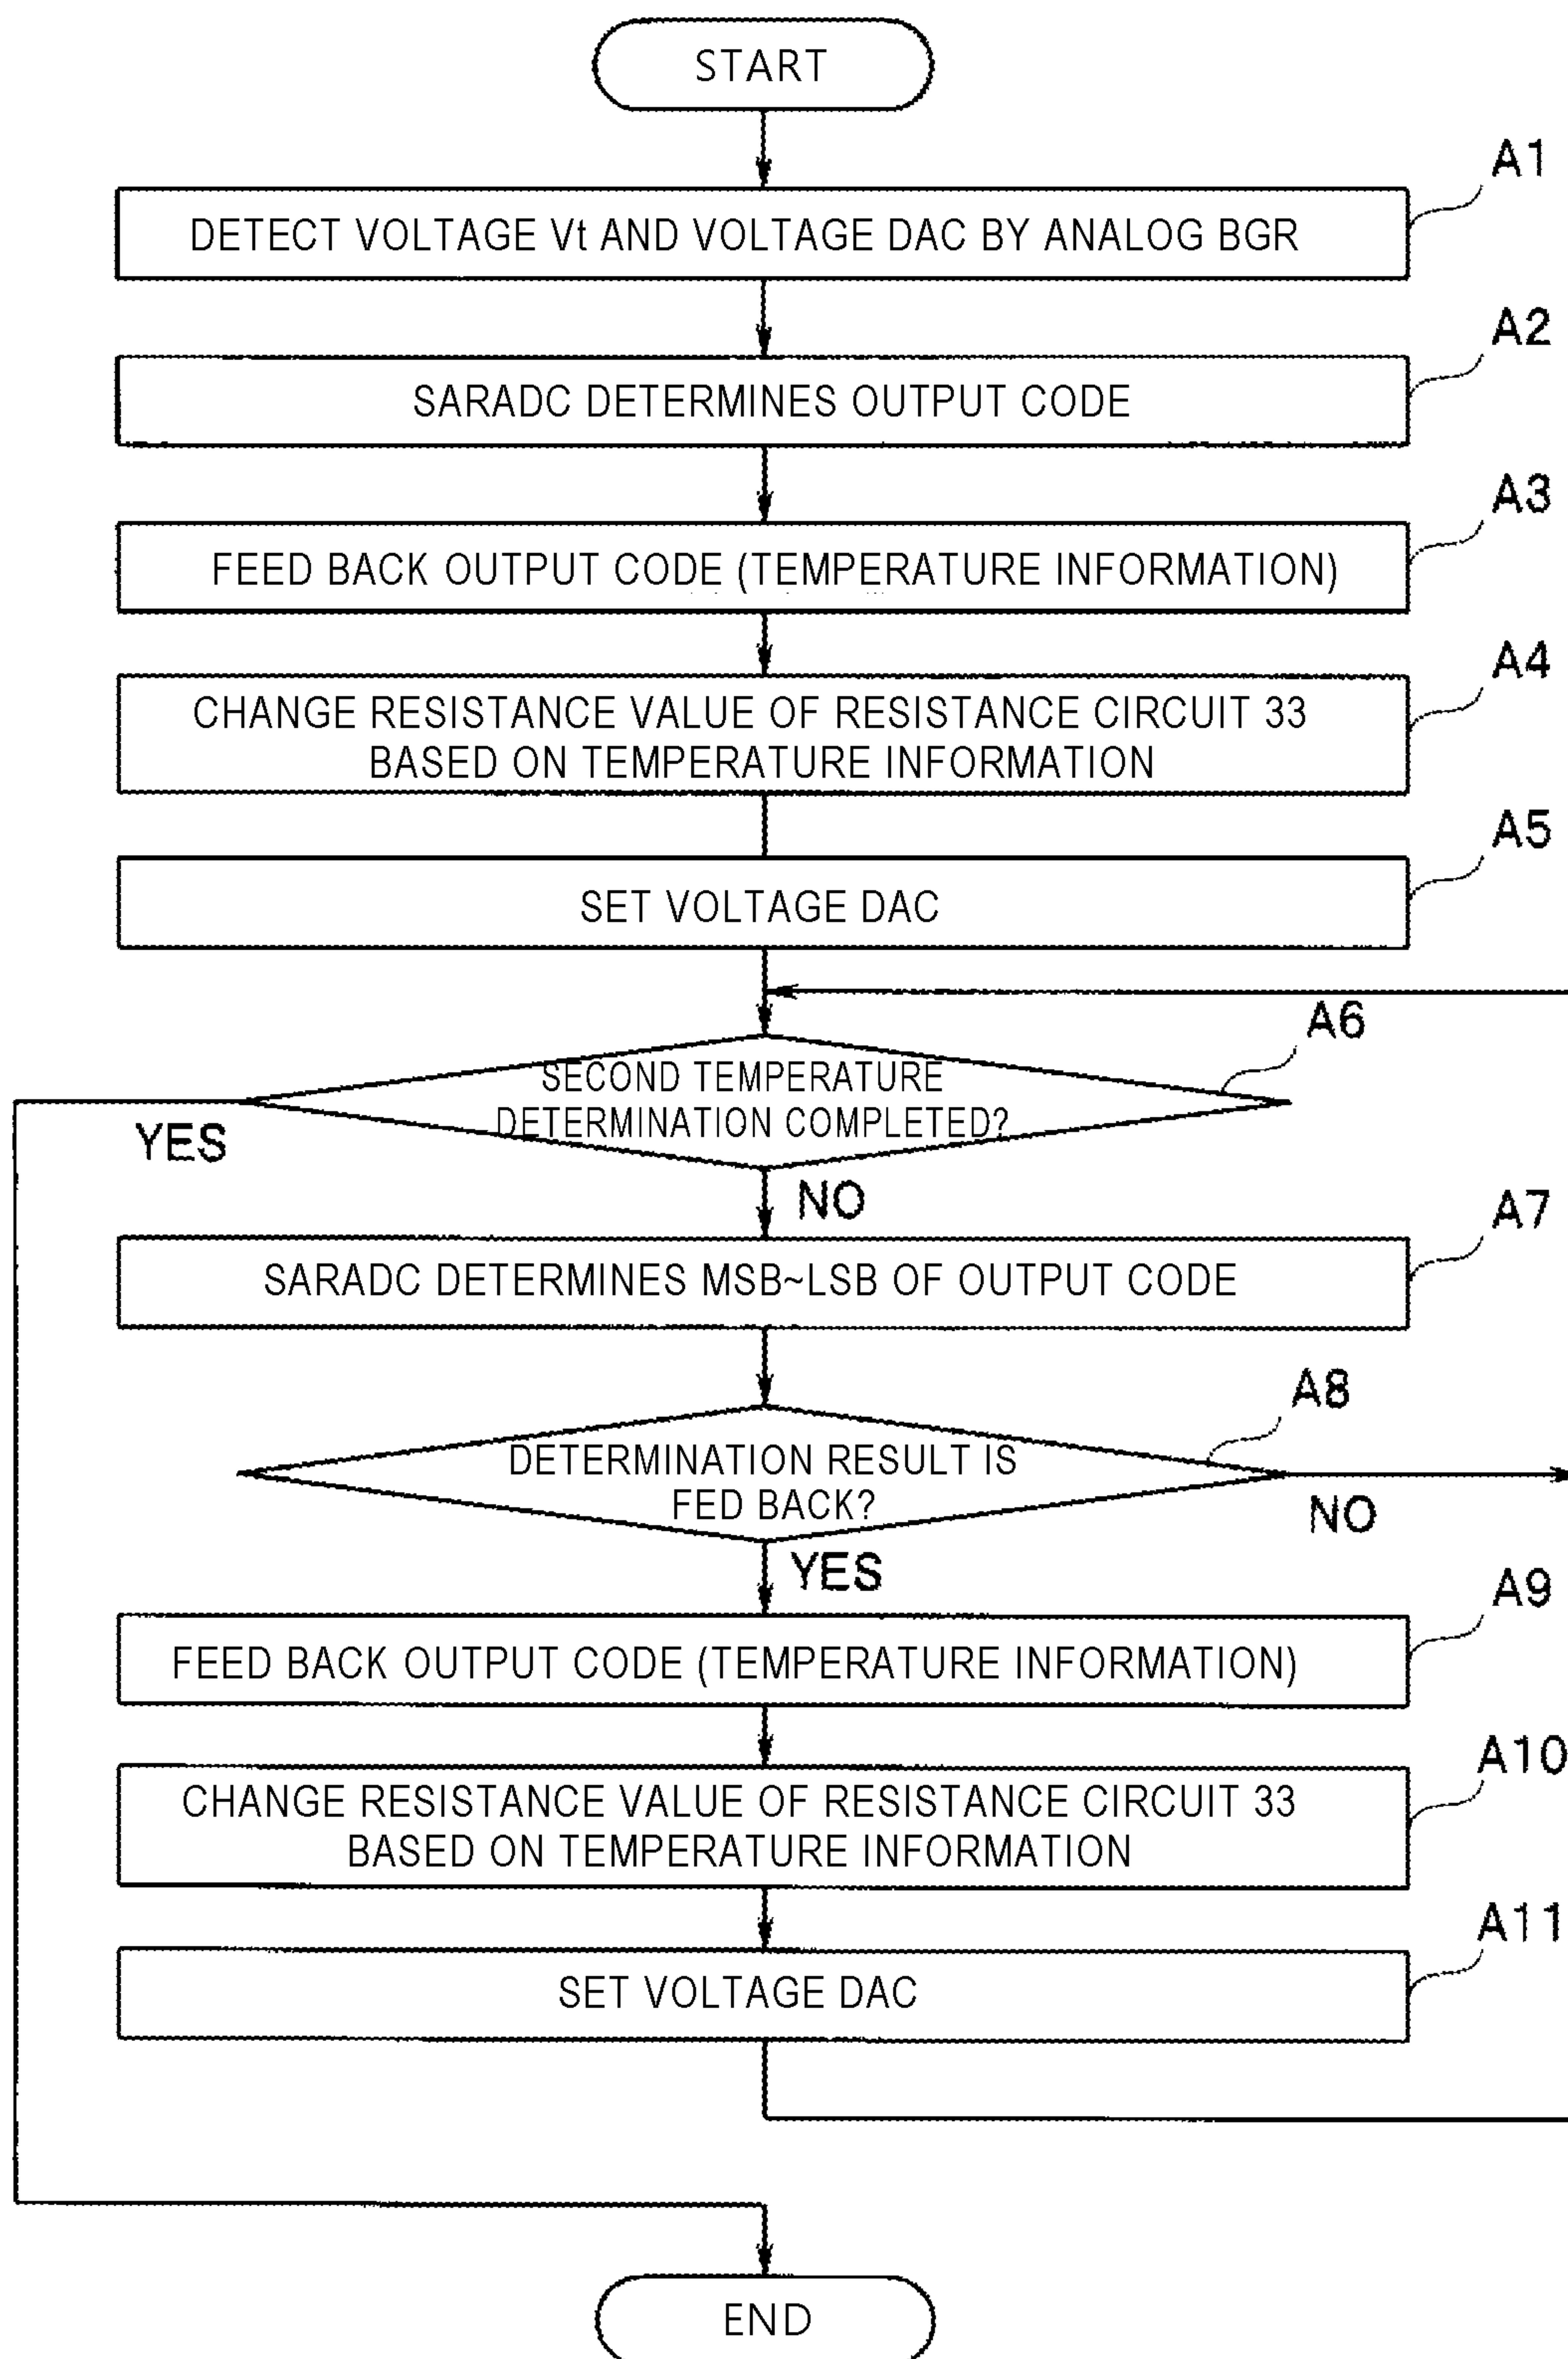 START
A1
DETECT VOLTAGE Vt AND VOLTAGE DAC BY ANALOG BGR
A2
SARADC DETERMINES OUTPUT CODE
A3
FEED BACK OUTPUT CODE (TEMPERATURE INFORMATION)
A4
CHANGE RESISTANCE VALUE OF RESISTANCE CIRCUIT 33
BASED ON TEMPERATURE INFORMATION
A5
SET VOLTAGE DAC
A6
SECOND TEMPERATURE
DETERMINATION COMPLETED?
YES
NO
A7
SARADC DETERMINES MSB~LSB OF OUTPUT CODE
A8
DETERMINATION RESULT IS
FED BACK?
NO
YES
A9
FEED BACK OUTPUT CODE (TEMPERATURE INFORMATION)
A10
CHANGE RESISTANCE VALUE OF RESISTANCE CIRCUIT 33
BASED ON TEMPERATURE INFORMATION
A11
SET VOLTAGE DAC
END